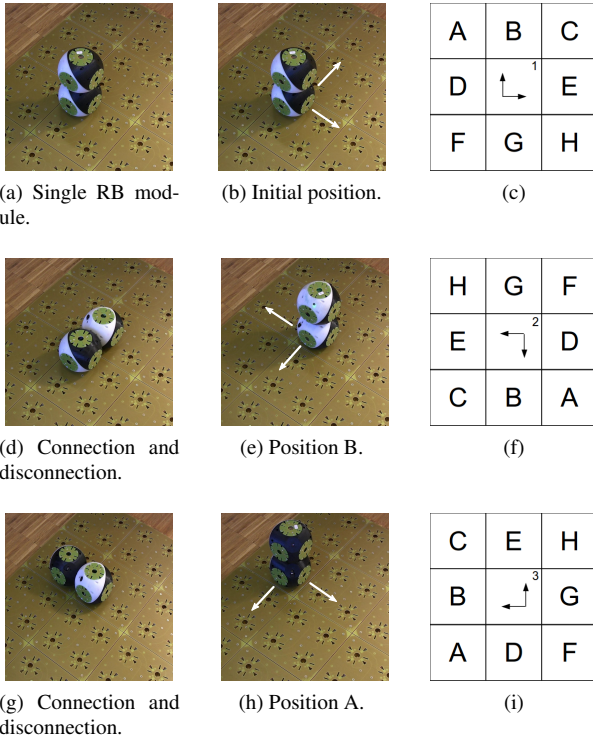 A B C
D 1 E
F G H
(a) Single RB mod-
ule.
(b) Initial position.
(c)
H G F
E 2 D
C B A
(d) Connection and
disconnection.
(e) Position B.
(f)
C E H
B 3 G
A D F
(g) Connection and
disconnection.
(h) Position A.
(i)